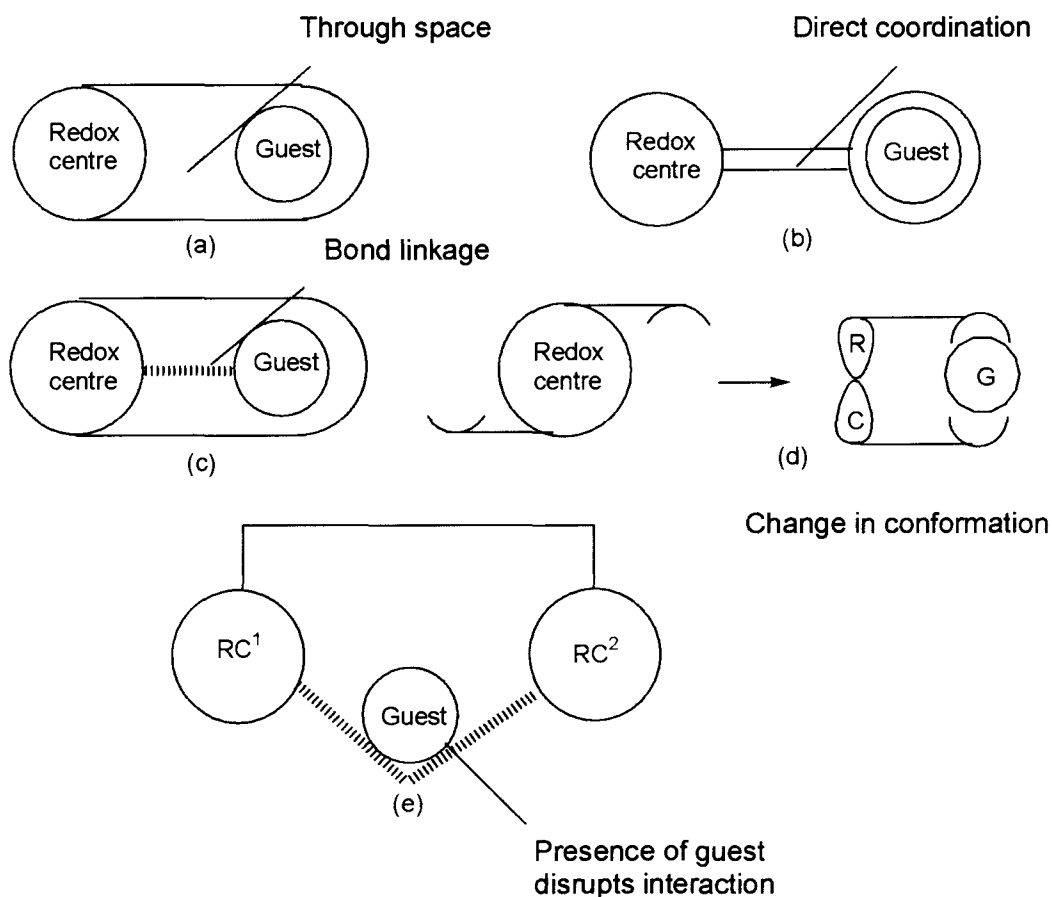 Through space
Direct coordination
Redox
centre
Guest
(a)
Redox
centre
Guest
(b)
Bond linkage
Redox
centre
Guest
(c)
Redox
centre
R
C
G
(d)
Change in conformation
RC¹
RC²
Guest
(e)
Presence of guest
disrupts interaction